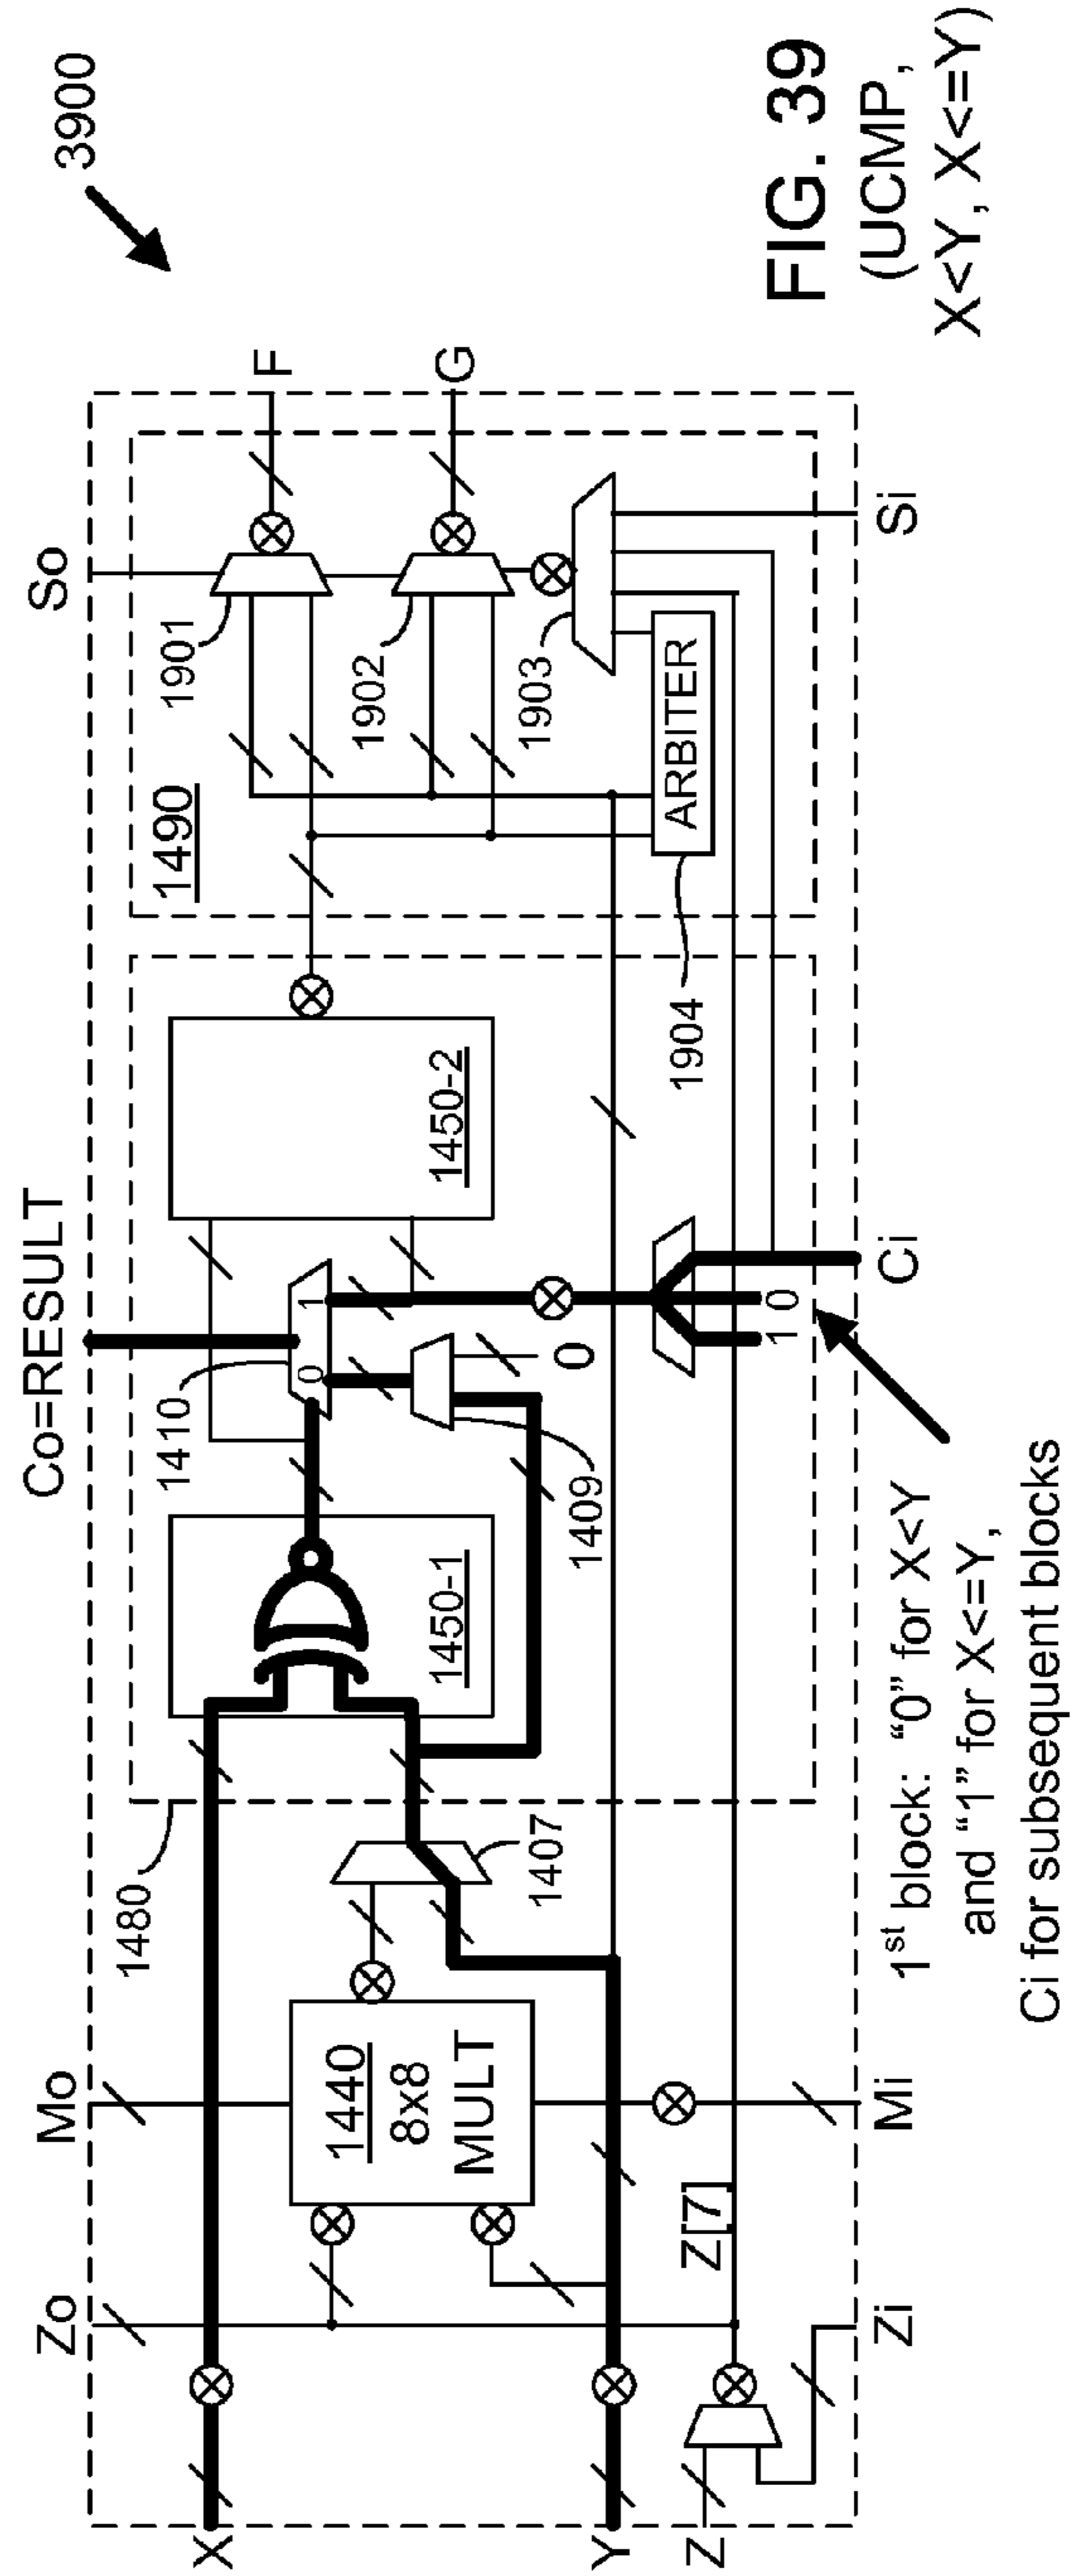 3900
So
Co=RESULT
Mo
Zo
F
G
1901
1902
1903
1490
ARBITER
1904
1450-2
1410
0
1
0
1409
1450-1
1480
1407
1440
8x8
MULT
X
Y
Z
Z[7]
1 0
Si
Ci
Mi
Zi
1st block: "0" for X<Y
and "1" for X<=Y,
Ci for subsequent blocks
FIG. 39
(UCMP,
X<Y, X<=Y)